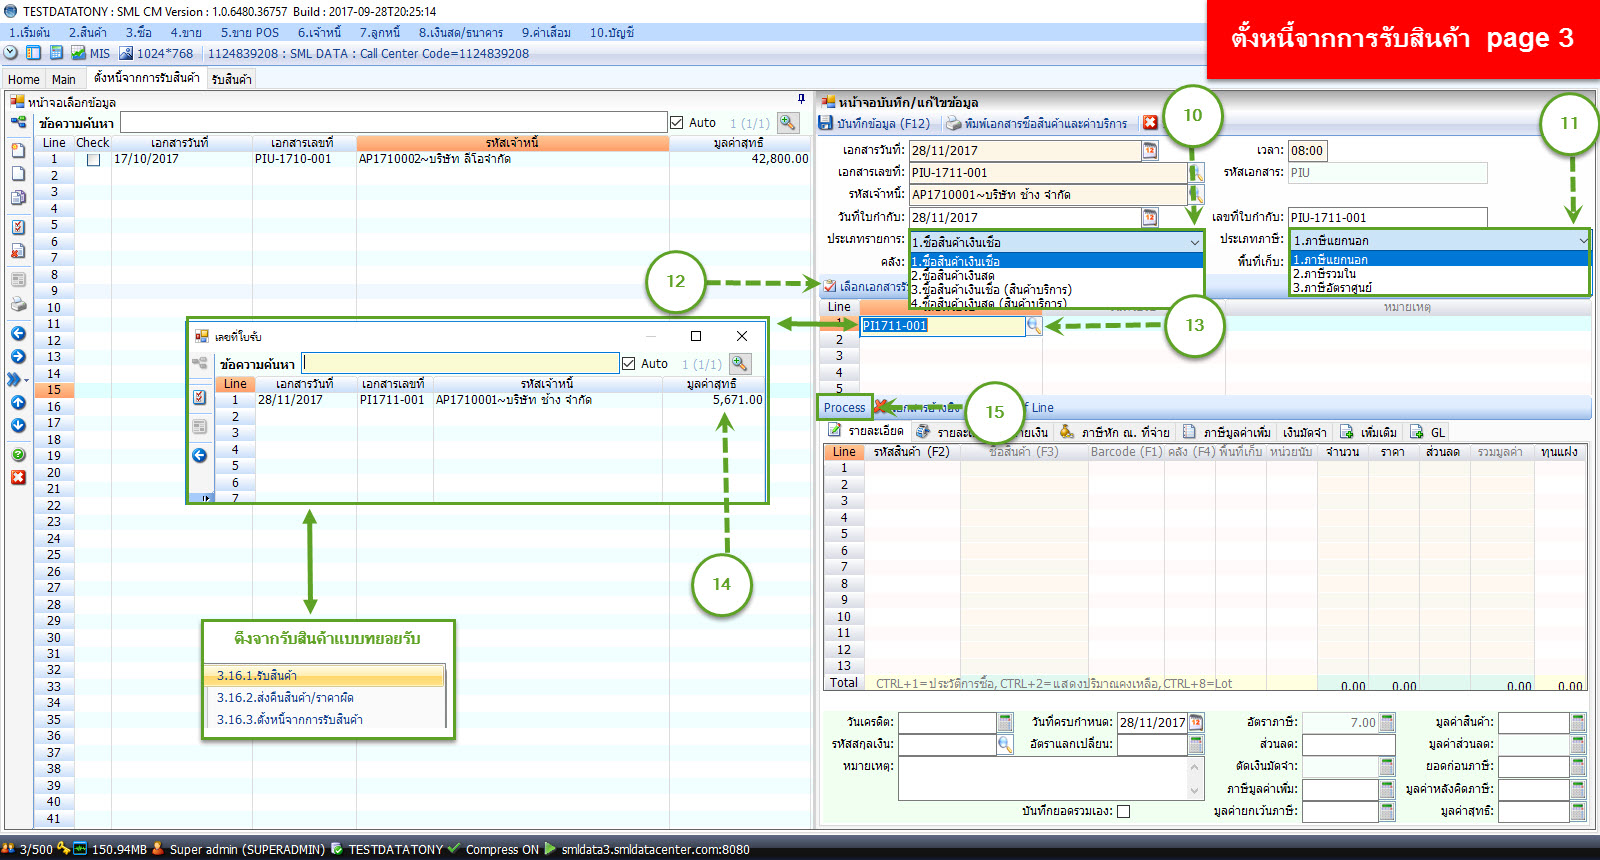 TESTDATATONY : SML CM Version : 1.0.6480.36757  Build : 2017-09-28T20:25:14
ตั้งหนี้จากการรับสินค้า  page 3
1.เริ่มต้น 2.สินค้า 3.ซื้อ 4.ขาย 5.ขาย POS 6.เจ้าหนี้ 7.ลูกหนี้ 8.เงินสด/ธนาคาร 9.ค่าเสื่อม 10.บัญชี
MIS 1024*768 1124839208 : SML DATA : Call Center Code=1124839208
Home Main ตั้งหนี้จากการรับสินค้า รับสินค้า
หน้าจอเลือกข้อมูล
ข้อความค้นหา Auto 1 (1/1)
Line Check เอกสารวันที่ เอกสารเลขที่ รหัสเจ้าหนี้ มูลค่าสุทธิ
1 17/10/2017 PIU-1710-001 AP1710002~บริษัท ลีโอจำกัด 42,800.00
2
3
4
5
6
7
8
9
10
11
12
13
14
15
16
17
18
19
20
21
22
23
24
25
26
27
28
29
30
31
32
33
34
35
36
37
38
39
40
41
เลขที่ใบรับ
ข้อความค้นหา Auto 1 (1/1)
Line เอกสารวันที่ เอกสารเลขที่ รหัสเจ้าหนี้ มูลค่าสุทธิ
1 28/11/2017 PI1711-001 AP1710001~บริษัท ช้าง จำกัด 5,671.00
2
3
4
5
6
7
12
14
ดึงจากรับสินค้าแบบทยอยรับ
3.16.1.รับสินค้า
3.16.2.ส่งคืนสินค้า/ราคาผิด
3.16.3.ตั้งหนี้จากการรับสินค้า
หน้าจอบันทึก/แก้ไขข้อมูล
10
11
บันทึกข้อมูล (F12) พิมพ์เอกสารซื้อสินค้าและค่าบริการ
เอกสารวันที่: 28/11/2017 เวลา: 08:00
เอกสารเลขที่: PIU-1711-001 รหัสเอกสาร: PIU
รหัสเจ้าหนี้: AP1710001~บริษัท ช้าง จำกัด
วันที่ใบกำกับ: 28/11/2017 เลขที่ใบกำกับ: PIU-1711-001
ประเภทรายการ: 1.ซื้อสินค้าเงินเชื่อ ประเภทภาษี: 1.ภาษีแยกนอก
คลัง: 1.ซื้อสินค้าเงินเชื่อ พื้นที่เก็บ: 1.ภาษีแยกนอก
2.ซื้อสินค้าเงินสด 2.ภาษีรวมใน
3.ซื้อสินค้าเงินเชื่อ (สินค้าบริการ) 3.ภาษีอัตราศูนย์
4.ซื้อสินค้าเงินสด (สินค้าบริการ)
เลือกเอกสารรั
Line หมายเหตุ
1 PI1711-001
2
3
4
5
13
15
Process of Line
รายละเอียด ภาษีหัก ณ. ที่จ่าย ภาษีมูลค่าเพิ่ม เงินมัดจำ เพิ่มเติม GL
Line รหัสสินค้า (F2) ชื่อสินค้า (F3) Barcode (F1) คลัง (F4) พื้นที่เก็บ หน่วยนับ จำนวน ราคา ส่วนลด รวมมูลค่า ทุนแฝง
1
2
3
4
5
6
7
8
9
10
11
12
13
Total CTRL+1=ประวัติการซื้อ, CTRL+2=แสดงปริมาณคงเหลือ, CTRL+8=Lot 0.00 0.00 0.00 0.00
วันเครดิต: วันที่ครบกำหนด: 28/11/2017 อัตราภาษี: 7.00 มูลค่าสินค้า:
รหัสสกุลเงิน: อัตราแลกเปลี่ยน: ส่วนลด: มูลค่าส่วนลด:
หมายเหตุ: ตัดเงินมัดจำ: ยอดก่อนภาษี:
ภาษีมูลค่าเพิ่ม: มูลค่าหลังคิดภาษี:
บันทึกยอดรวมเอง: มูลค่ายกเว้นภาษี: มูลค่าสุทธิ:
3/500 150.94MB Super admin (SUPERADMIN) TESTDATATONY Compress ON smldata3.smldatacenter.com:8080